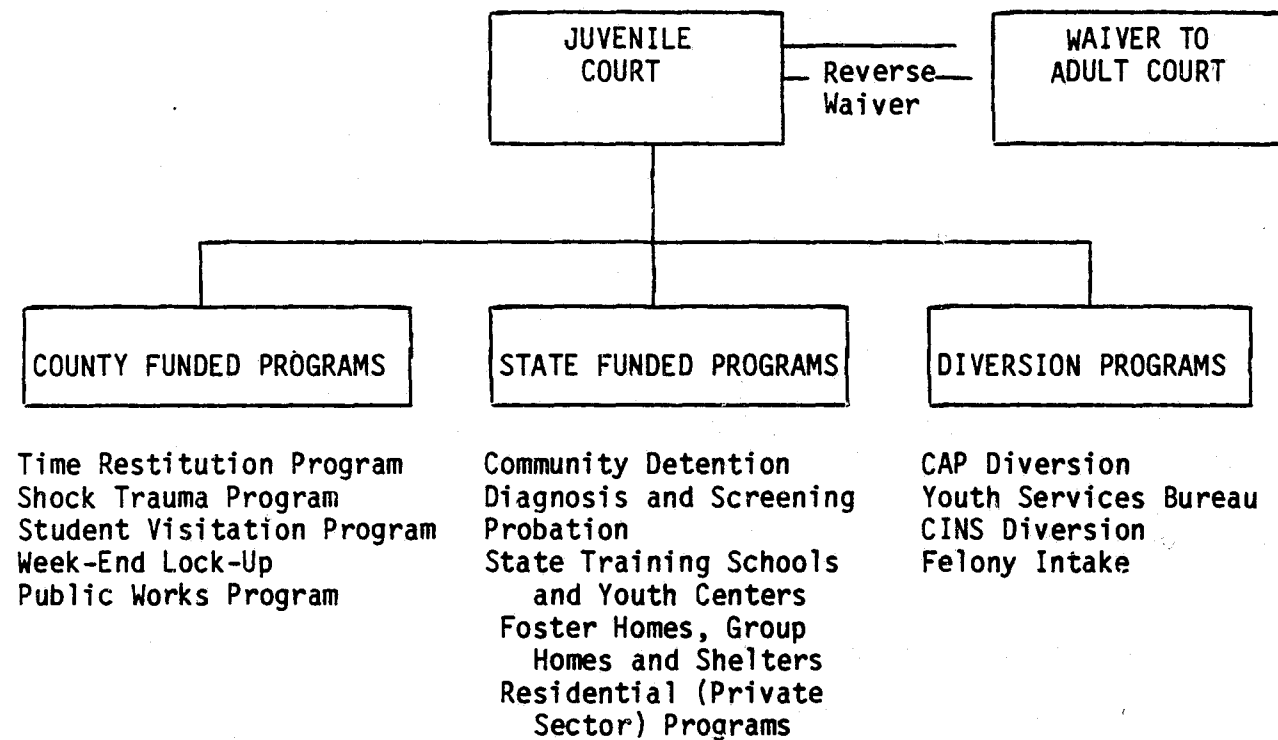 JUVENILE
COURT
Reverse
Waiver
WAIVER TO
ADULT COURT
COUNTY FUNDED PROGRAMS
STATE FUNDED PROGRAMS
DIVERSION PROGRAMS
Time Restitution Program
Shock Trauma Program
Student Visitation Program
Week-End Lock-Up
Public Works Program
Community Detention
Diagnosis and Screening
Probation
State Training Schools
and Youth Centers
Foster Homes, Group
Homes and Shelters
Residential (Private
Sector) Programs
CAP Diversion
Youth Services Bureau
CINS Diversion
Felony Intake